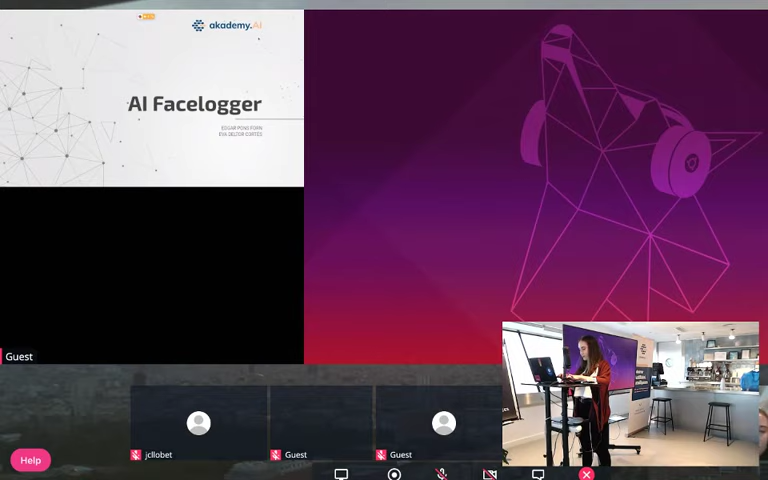 akademy.AI
AI Facelogger
EDGAR PONS FORN
EVA DELTOR CORTÉS
Guest
jcllobet
Guest
Guest
Help